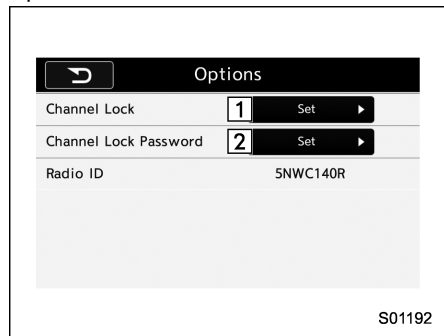 Options
Channel Lock 1 Set
Channel Lock Password 2 Set
Radio ID 5NWC140R
S01192